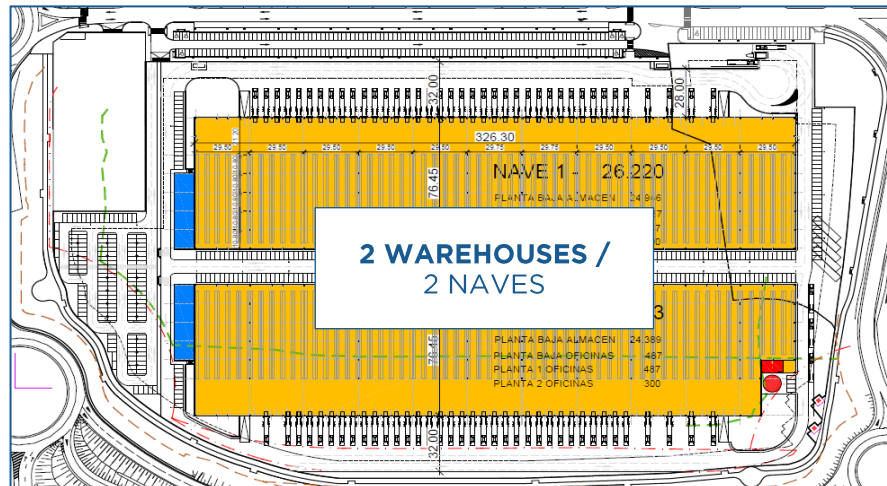 32.00
28.00
326.30
29.50 29.50 29.50 29.50 29.50 29.75 29.50 29.50 29.50 29.50
76.45
NAVE 1 - 26.220
PLANTA BAJA ALMACEN 24.946
2 WAREHOUSES /
2 NAVES
3
PLANTA BAJA ALMACEN 24.389
PLANTA BAJA OFICINAS 487
PLANTA 1 OFICINAS 487
PLANTA 2 OFICINAS 300
76.45
32.00